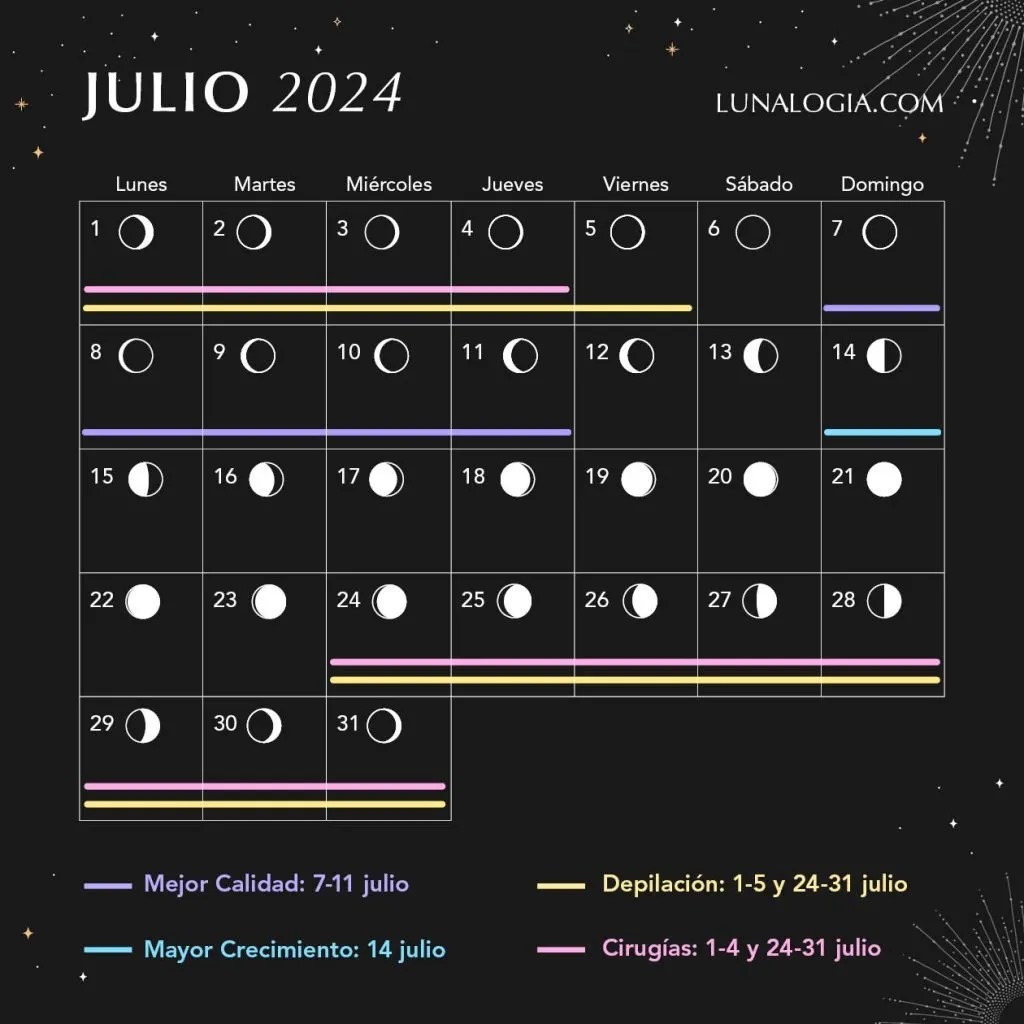 JULIO 2024
LUNALOGIA.COM
Lunes Martes Miércoles Jueves Viernes Sábado Domingo
1 2 3 4 5 6 7
8 9 10 11 12 13 14
15 16 17 18 19 20 21
22 23 24 25 26 27 28
29 30 31
Mejor Calidad: 7-11 julio
Depilación: 1-5 y 24-31 julio
Mayor Crecimiento: 14 julio
Cirugías: 1-4 y 24-31 julio